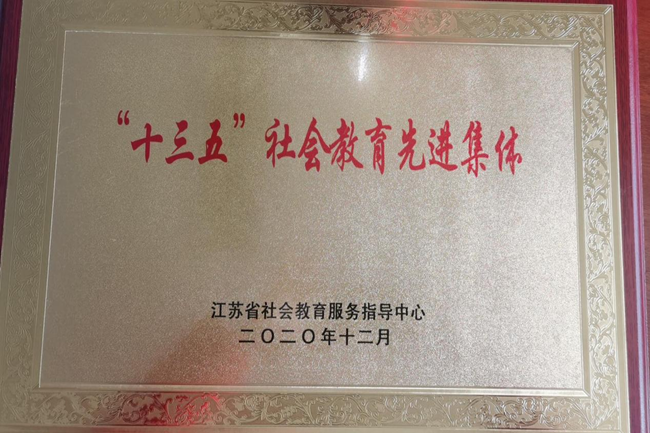 “十三五”社会教育先进集体
江苏省社会教育服务指导中心
二〇二〇年十二月